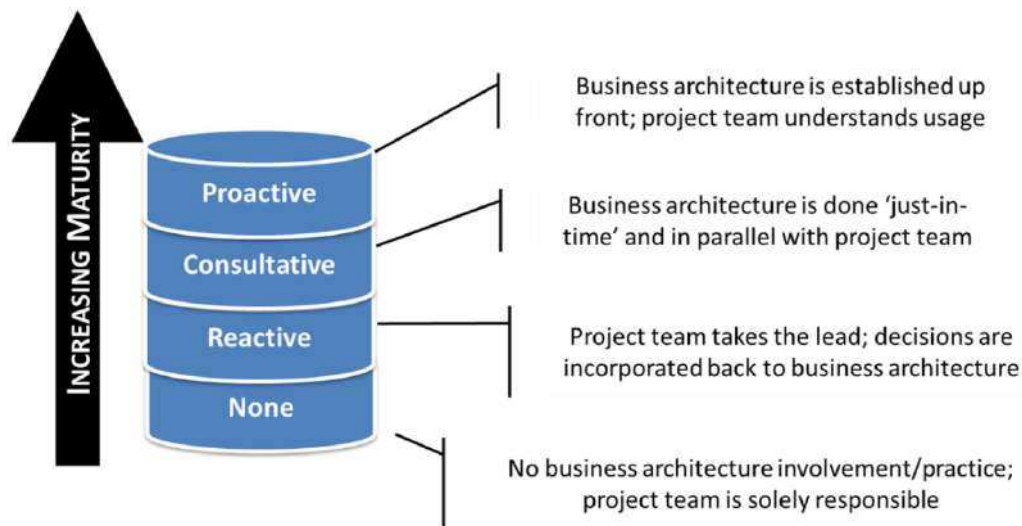 INCREASING MATURITY
Proactive
Consultative
Reactive
None
Business architecture is established up
front; project team understands usage
Business architecture is done ‘just-in-
time’ and in parallel with project team
Project team takes the lead; decisions are
incorporated back to business architecture
No business architecture involvement/practice;
project team is solely responsible